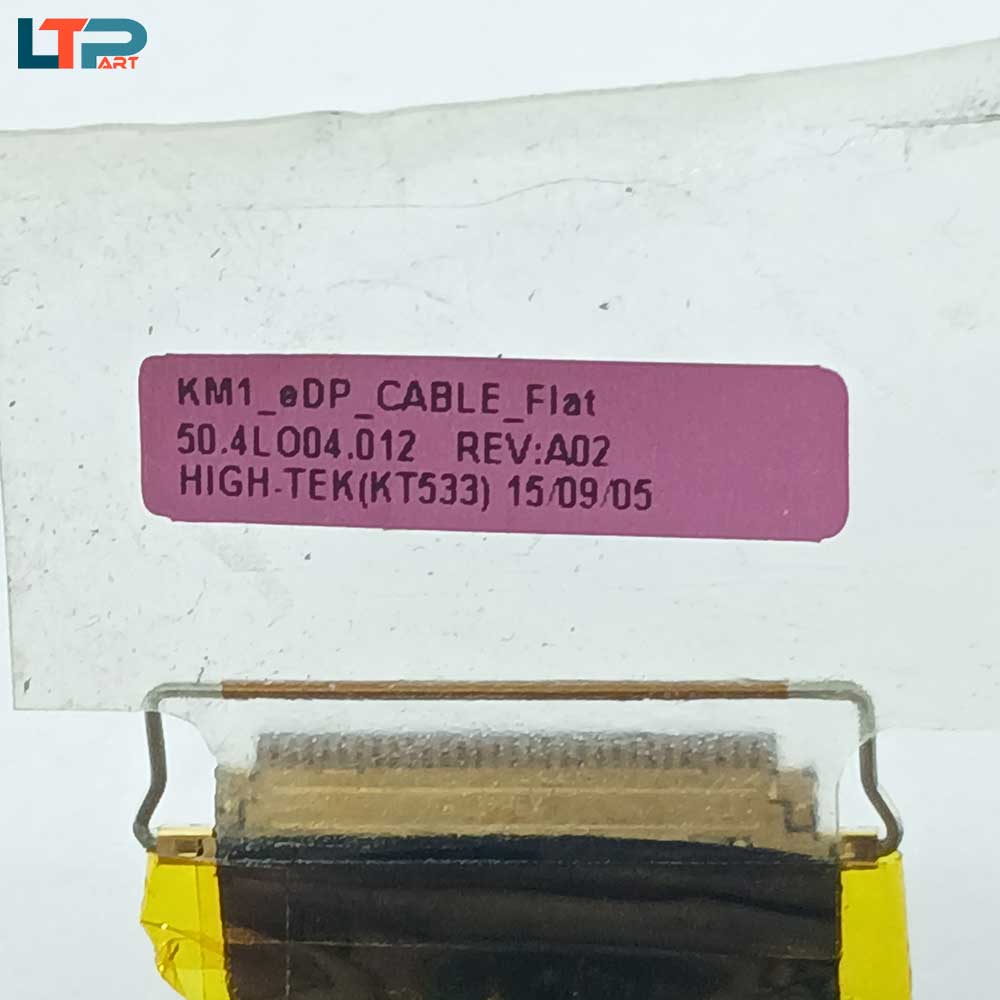 LTPART
KM1_eDP_CABLE_Flat
50.4LO04.012 REV:A02
HIGH-TEK(KT533) 15/09/05